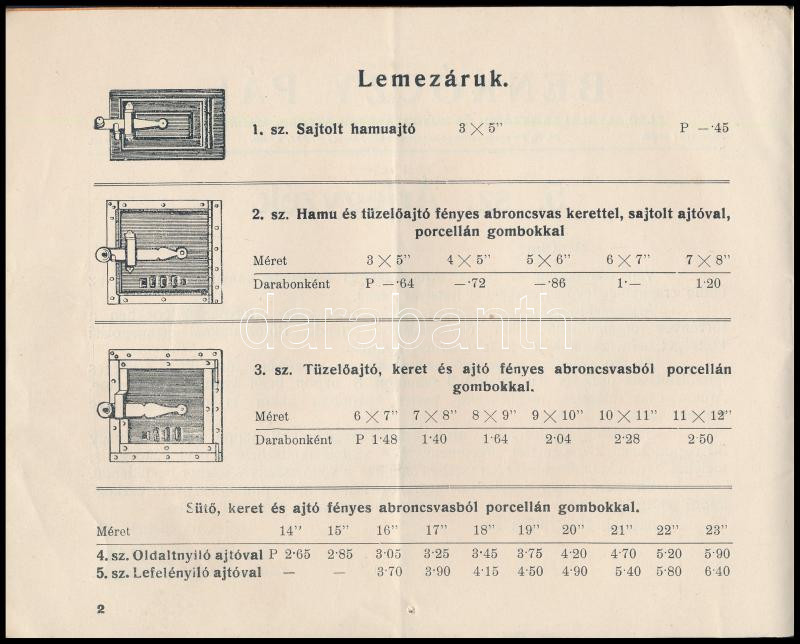 Lemezáruk.
1. sz. Sajtolt hamuajtó 3 × 5" P —·45
2. sz. Hamu és tüzelőajtó fényes abroncsvas kerettel, sajtolt ajtóval,
porcellán gombokkal
Méret 3 × 5" 4 × 5" 5 × 6" 6 × 7" 7 × 8"
Darabonként P —·64 —·72 —·86 1·— 1·20
darabanth
3. sz. Tüzelőajtó, keret és ajtó fényes abroncsvasból porcellán
gombokkal.
Méret 6 × 7" 7 × 8" 8 × 9" 9 × 10" 10 × 11" 11 × 12"
Darabonként P 1·48 1·40 1·64 2·04 2·28 2·50
Sütő, keret és ajtó fényes abroncsvasból porcellán gombokkal.
Méret 14" 15" 16" 17" 18" 19" 20" 21" 22" 23"
4. sz. Oldaltnyiló ajtóval P 2·65 2·85 3·05 3·25 3·45 3·75 4·20 4·70 5·20 5·90
5. sz. Lefelényiló ajtóval — — 3·70 3·90 4·15 4·50 4·90 5·40 5·80 6·40
2